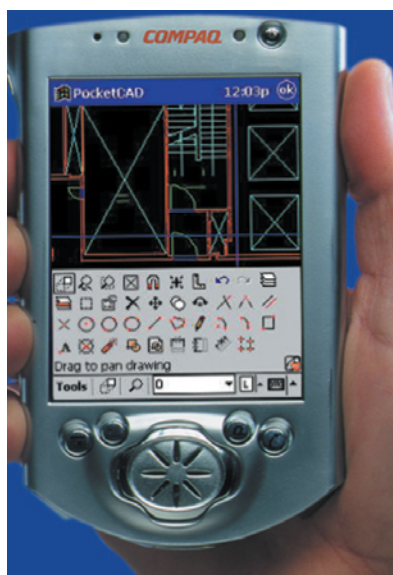 COMPAQ
PocketCAD 12:03p ok
A
Drag to pan drawing
Tools 0 L